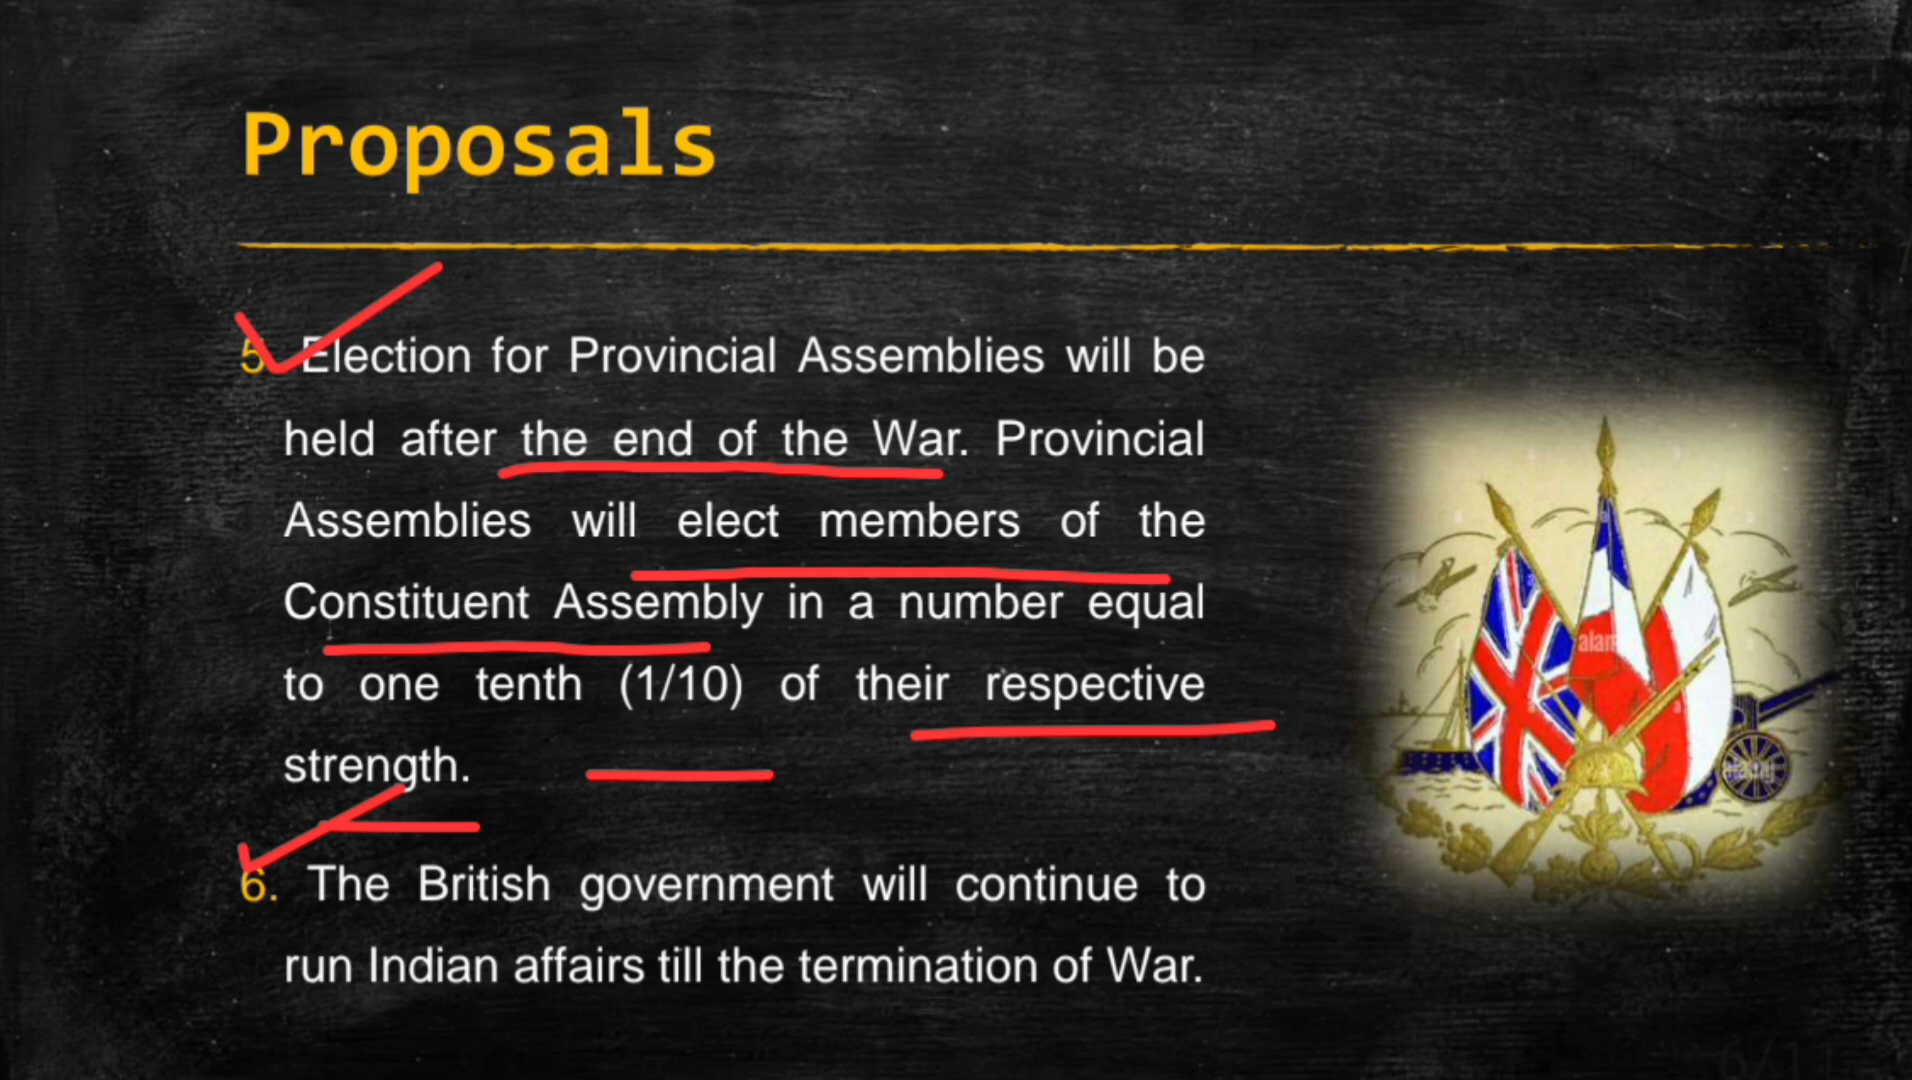 Proposals
5. Election for Provincial Assemblies will be
held after the end of the War. Provincial
Assemblies will elect members of the
Constituent Assembly in a number equal
to one tenth (1/10) of their respective
strength.
6. The British government will continue to
run Indian affairs till the termination of War.